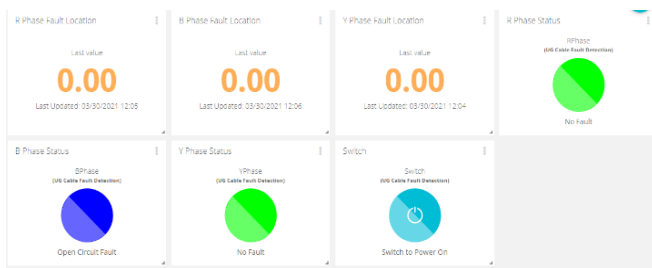 R Phase Fault Location
Last value
0.00
Last Updated: 03/30/2021 12:05
B Phase Fault Location
Last value
0.00
Last Updated: 03/30/2021 12:06
Y Phase Fault Location
Last value
0.00
Last Updated: 03/30/2021 12:04
R Phase Status
RPhase
(UG Cable Fault Detection)
No Fault
B Phase Status
BPhase
(UG Cable Fault Detection)
Open Circuit Fault
Y Phase Status
YPhase
(UG Cable Fault Detection)
No Fault
Switch
Switch
(UG Cable Fault Detection)
Switch to Power On